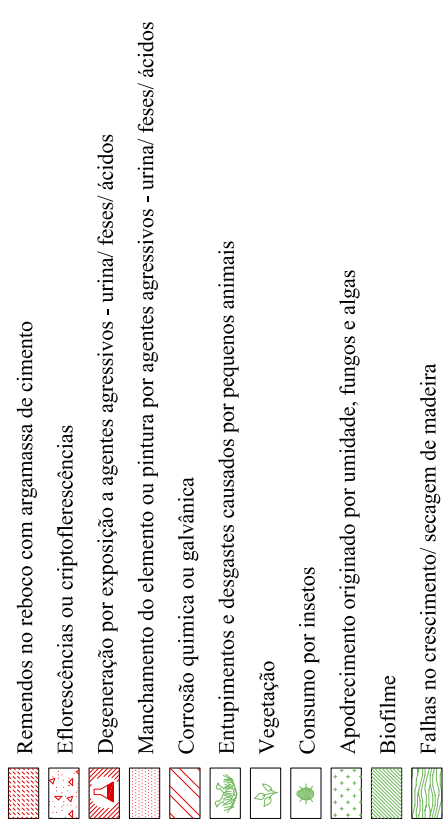 Remendos no reboco com argamassa de cimento
Eflorescências ou criptoflerescências
Degeneração por exposição a agentes agressivos - urina/ feses/ ácidos
Manchamento do elemento ou pintura por agentes agressivos - urina/ feses/ ácidos
Corrosão quimica ou galvânica
Entupimentos e desgastes causados por pequenos animais
Vegetação
Consumo por insetos
Apodrecimento originado por umidade, fungos e algas
Biofilme
Falhas no crescimento/ secagem de madeira